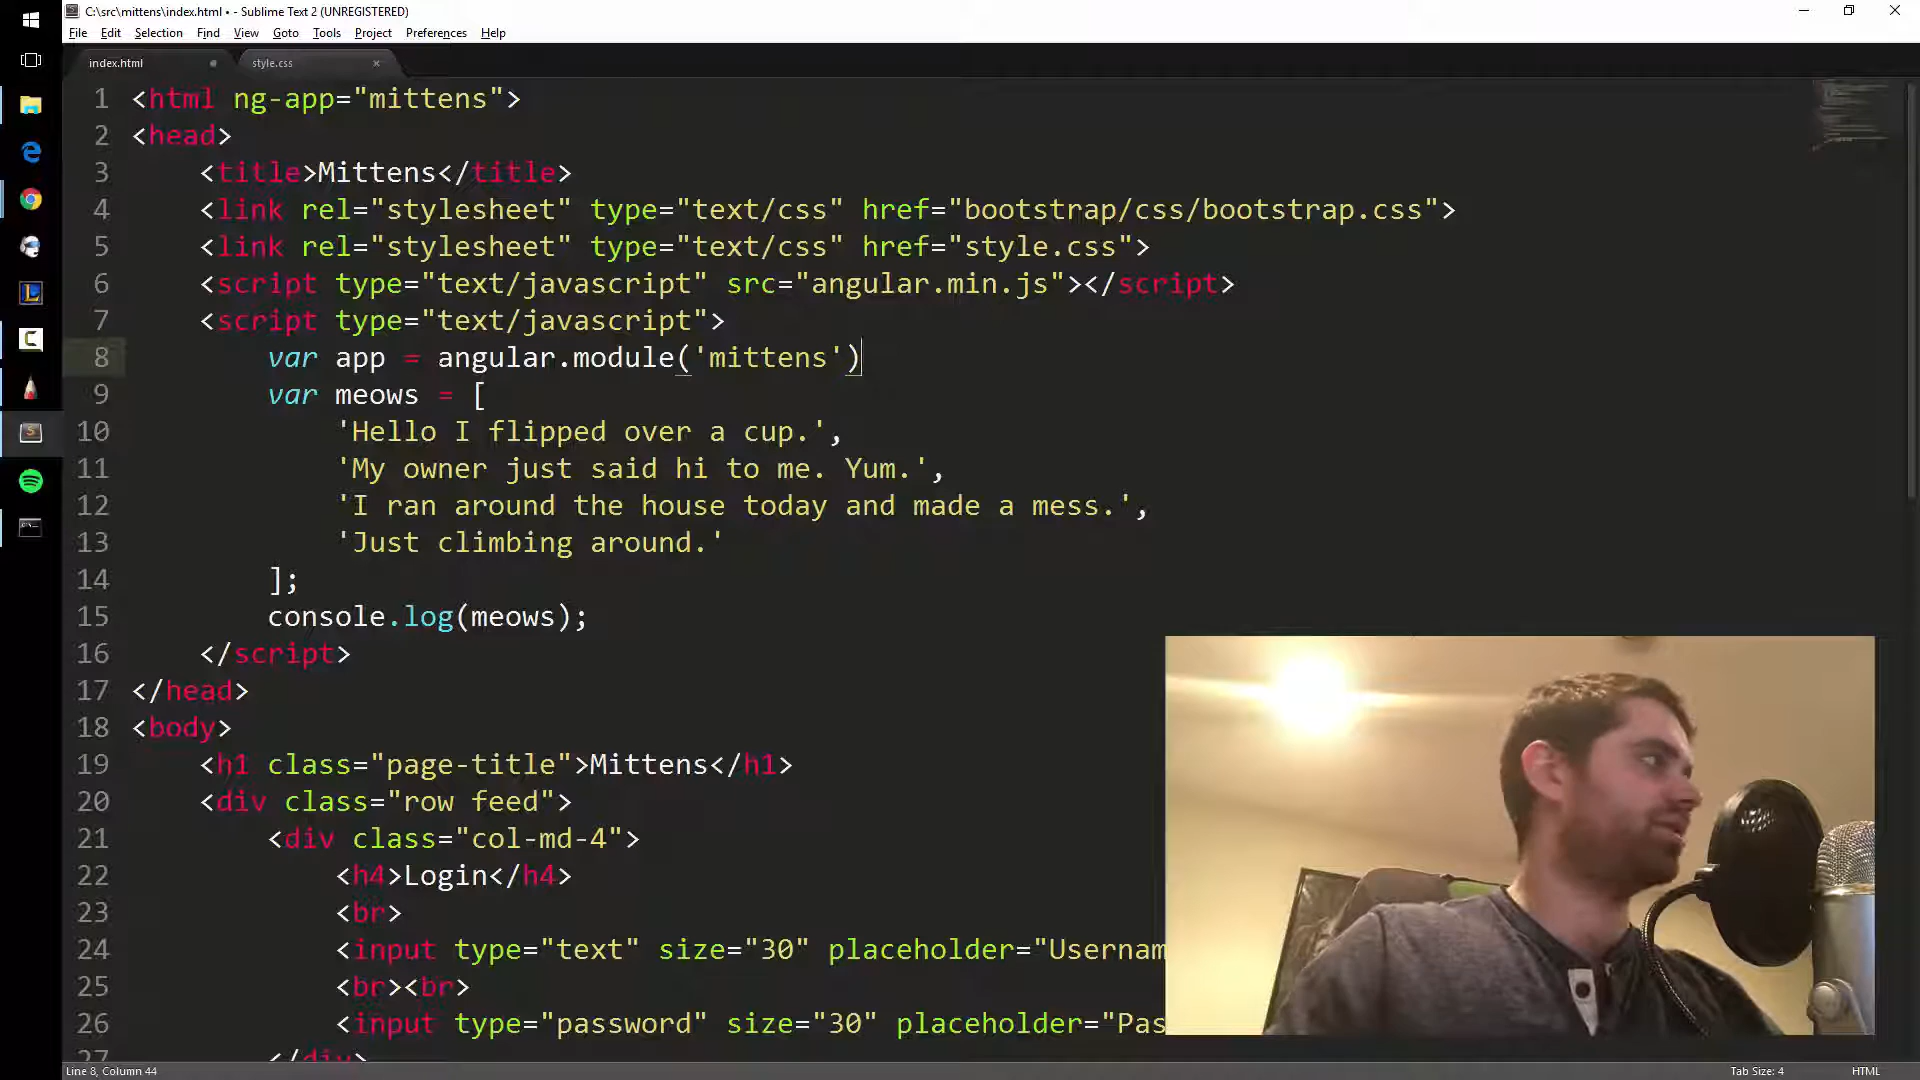 C:\src\mittens\index.html • - Sublime Text 2 (UNREGISTERED)
File Edit Selection Find View Goto Tools Project Preferences Help
index.html style.css
1 <html ng-app="mittens">
2 <head>
3 <title>Mittens</title>
4 <link rel="stylesheet" type="text/css" href="bootstrap/css/bootstrap.css">
5 <link rel="stylesheet" type="text/css" href="style.css">
6 <script type="text/javascript" src="angular.min.js"></script>
7 <script type="text/javascript">
8 var app = angular.module('mittens')
9 var meows = [
10 'Hello I flipped over a cup.',
11 'My owner just said hi to me. Yum.',
12 'I ran around the house today and made a mess.',
13 'Just climbing around.'
14 ];
15 console.log(meows);
16 </script>
17 </head>
18 <body>
19 <h1 class="page-title">Mittens</h1>
20 <div class="row feed">
21 <div class="col-md-4">
22 <h4>Login</h4>
23 <br>
24 <input type="text" size="30" placeholder="Usernam
25 <br><br>
26 <input type="password" size="30" placeholder="Pas
27 </div>
Line 8, Column 44
Tab Size: 4
HTML